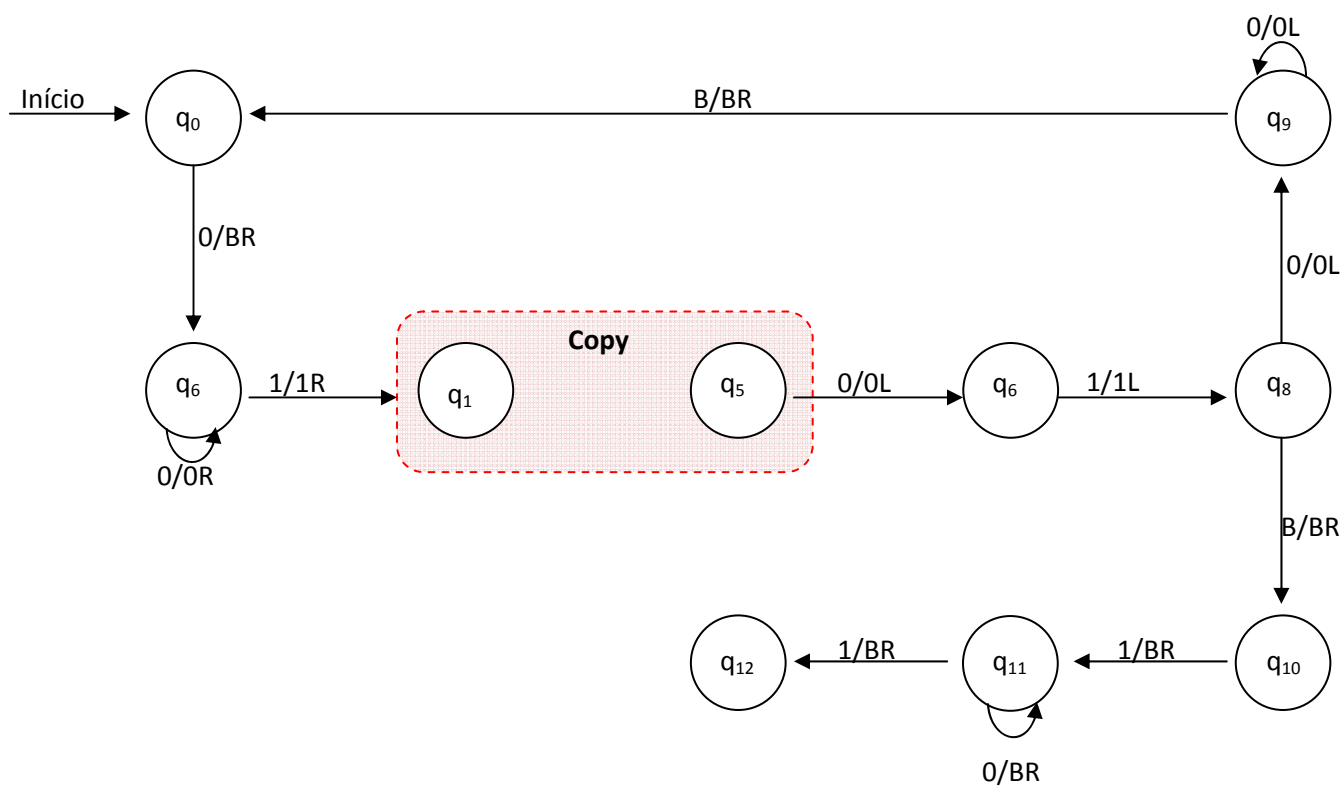 0/0L
Início
q₀
B/BR
q₉
0/BR
0/0L
Copy
q₆
1/1R
q₁
q₅
0/0L
q₆
1/1L
q₈
0/0R
B/BR
q₁₂
1/BR
q₁₁
1/BR
q₁₀
0/BR